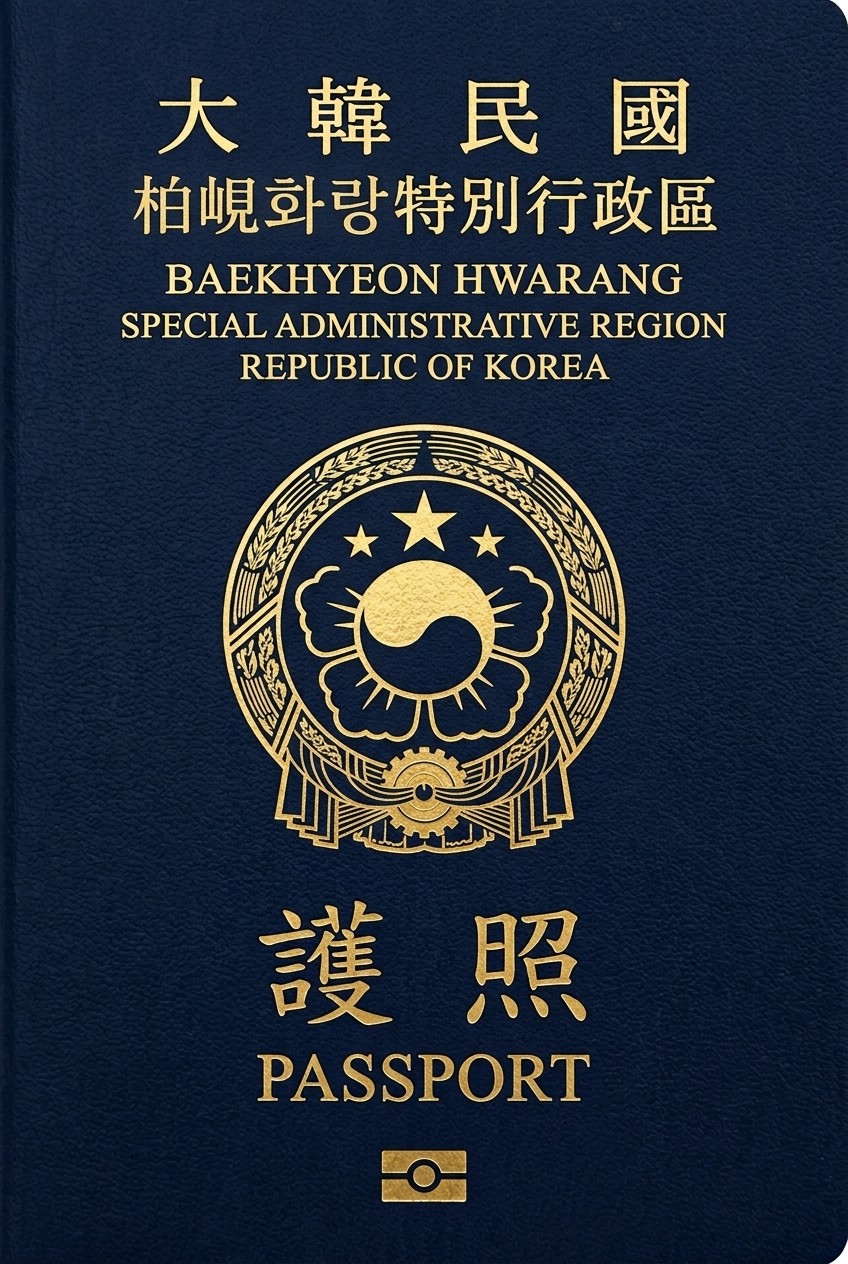 大韓民國
柏峴화랑特別行政區
BAEKHYEON HWARANG
SPECIAL ADMINISTRATIVE REGION
REPUBLIC OF KOREA
護照
PASSPORT